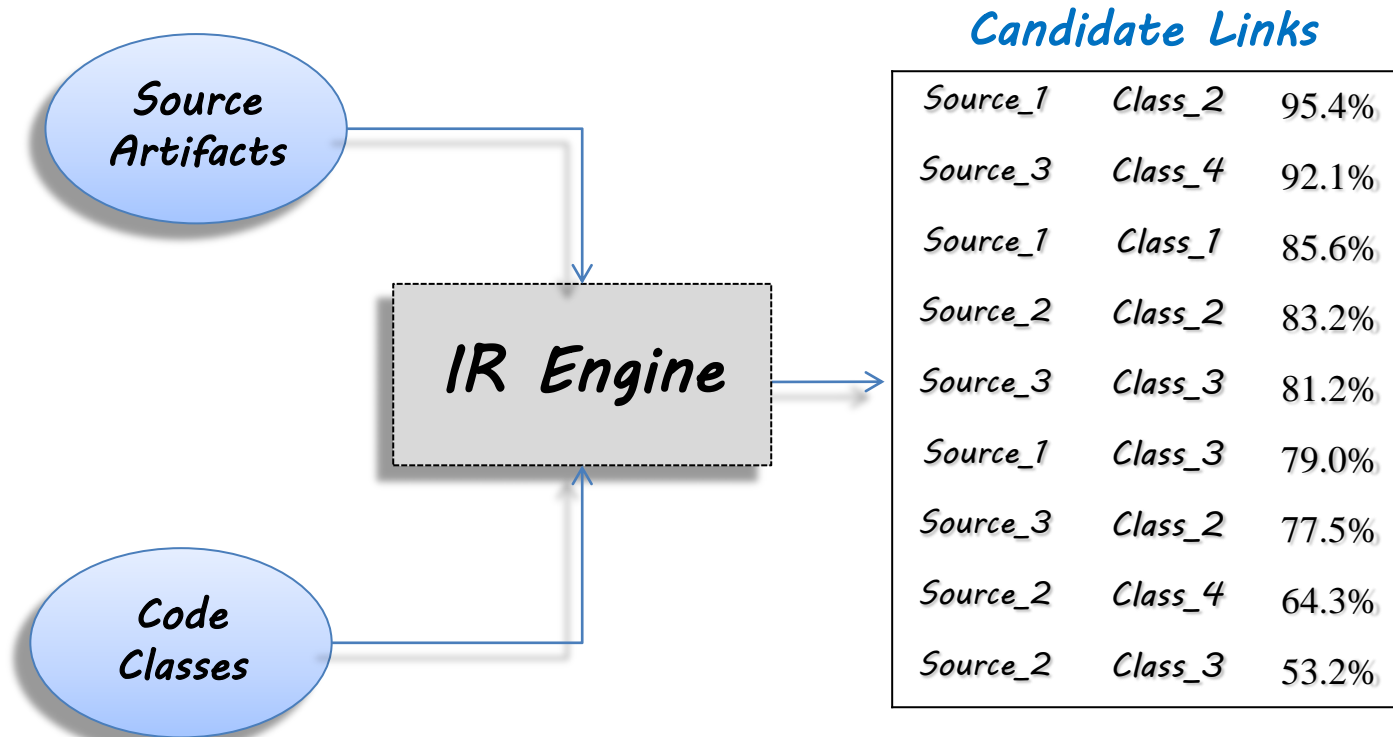 Candidate Links
Source
Artifacts
IR Engine
Code
Classes
Source_1 Class_2 95.4%
Source_3 Class_4 92.1%
Source_1 Class_1 85.6%
Source_2 Class_2 83.2%
Source_3 Class_3 81.2%
Source_1 Class_3 79.0%
Source_3 Class_2 77.5%
Source_2 Class_4 64.3%
Source_2 Class_3 53.2%